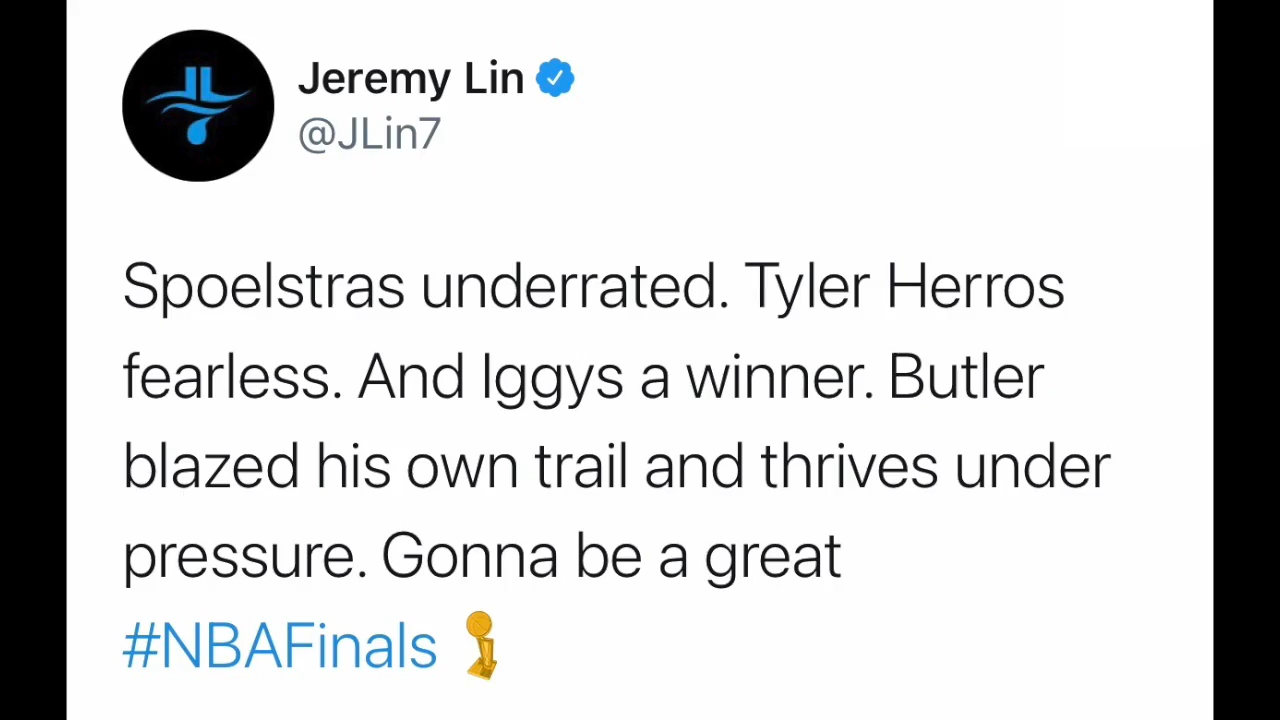 Jeremy Lin
@JLin7
Spoelstras underrated. Tyler Herros
fearless. And Iggys a winner. Butler
blazed his own trail and thrives under
pressure. Gonna be a great
#NBAFinals